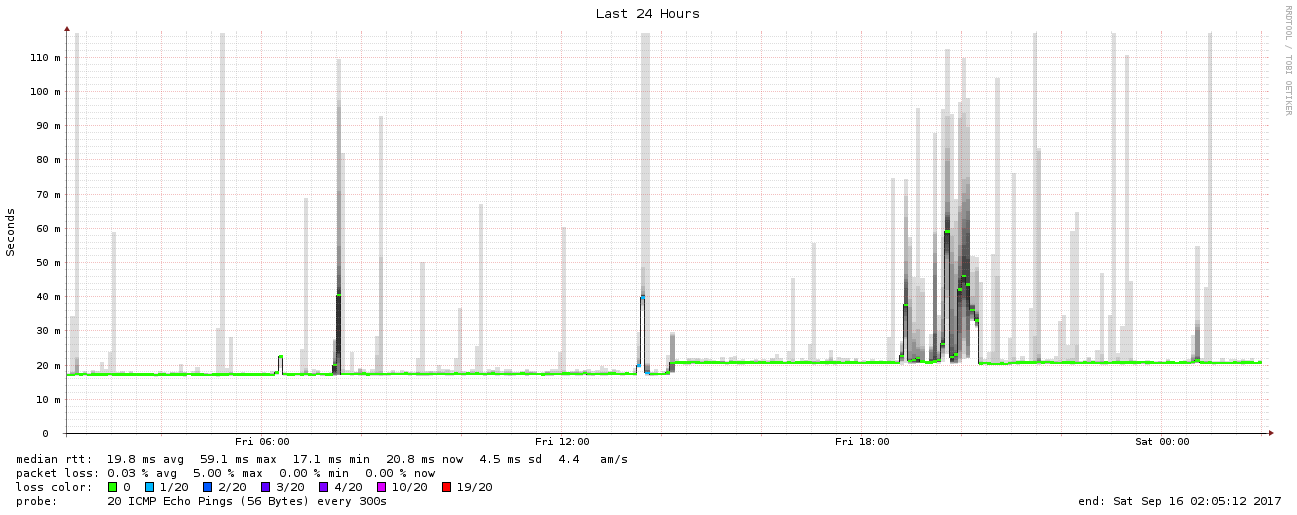 Last 24 Hours
RRDTOOL / TOBI OETIKER
Seconds
110 m
100 m
90 m
80 m
70 m
60 m
50 m
40 m
30 m
20 m
10 m
0
Fri 06:00 Fri 12:00 Fri 18:00 Sat 00:00
median rtt: 19.8 ms avg 59.1 ms max 17.1 ms min 20.8 ms now 4.5 ms sd 4.4 am/s
packet loss: 0.03 % avg 5.00 % max 0.00 % min 0.00 % now
loss color: 0 1/20 2/20 3/20 4/20 10/20 19/20
probe: 20 ICMP Echo Pings (56 Bytes) every 300s end: Sat Sep 16 02:05:12 2017